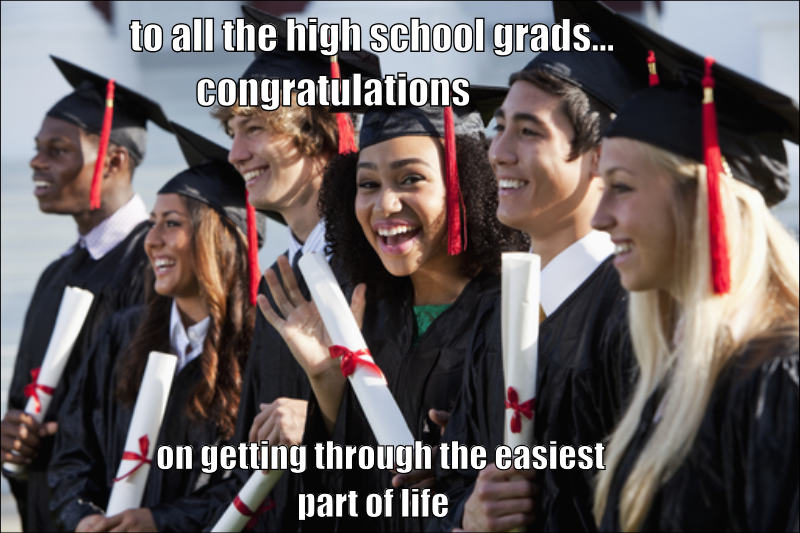 to all the high school grads...
congratulations
on getting through the easiest
part of life